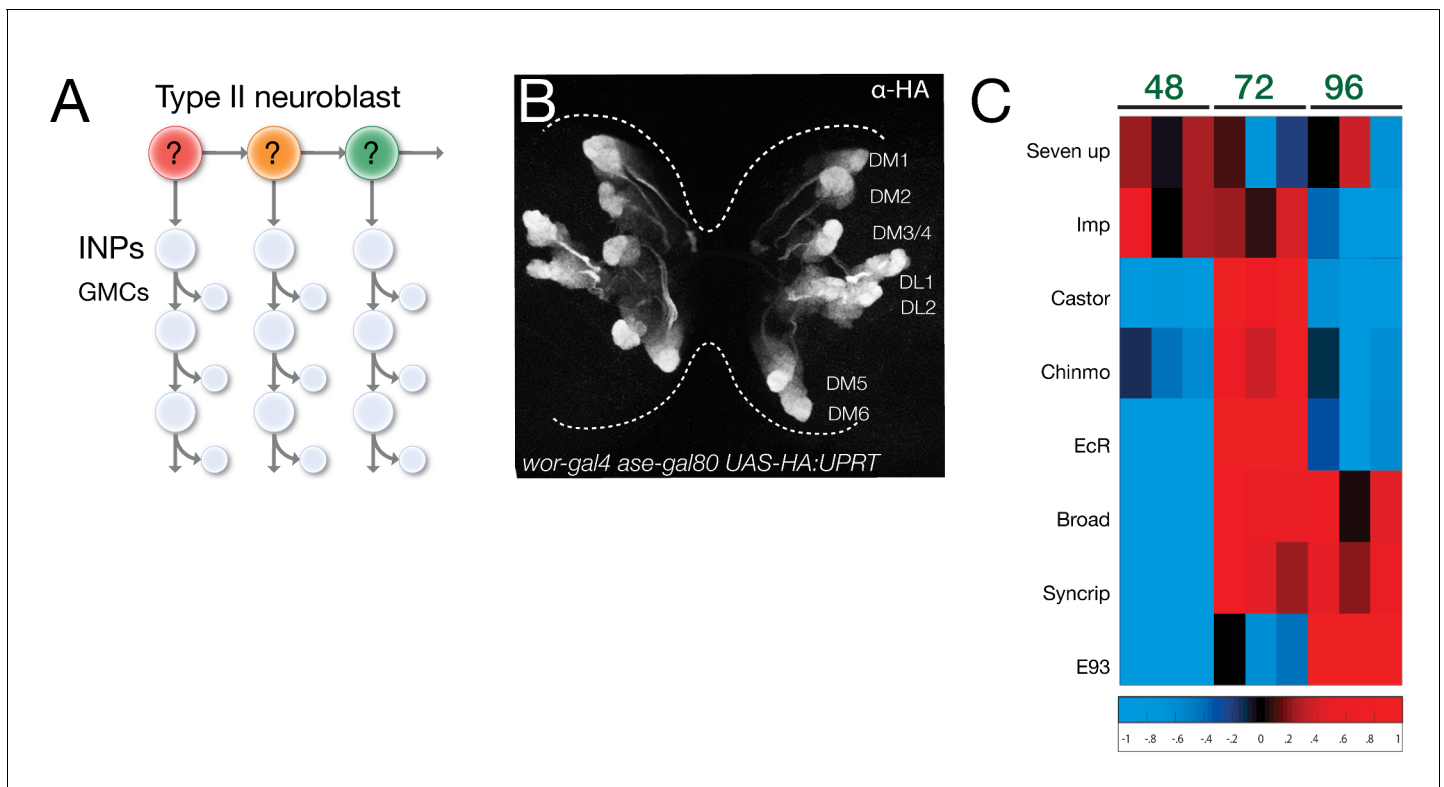 A
Type II neuroblast
? ? ?
INPs
GMCs
B
α-HA
DM1
DM2
DM3/4
DL1
DL2
DM5
DM6
wor-gal4 ase-gal80 UAS-HA:UPRT
C
48 72 96
Seven up
Imp
Castor
Chinmo
EcR
Broad
Syncrip
E93
-1 -.8 -.6 -.4 -.2 0 .2 .4 .6 .8 1